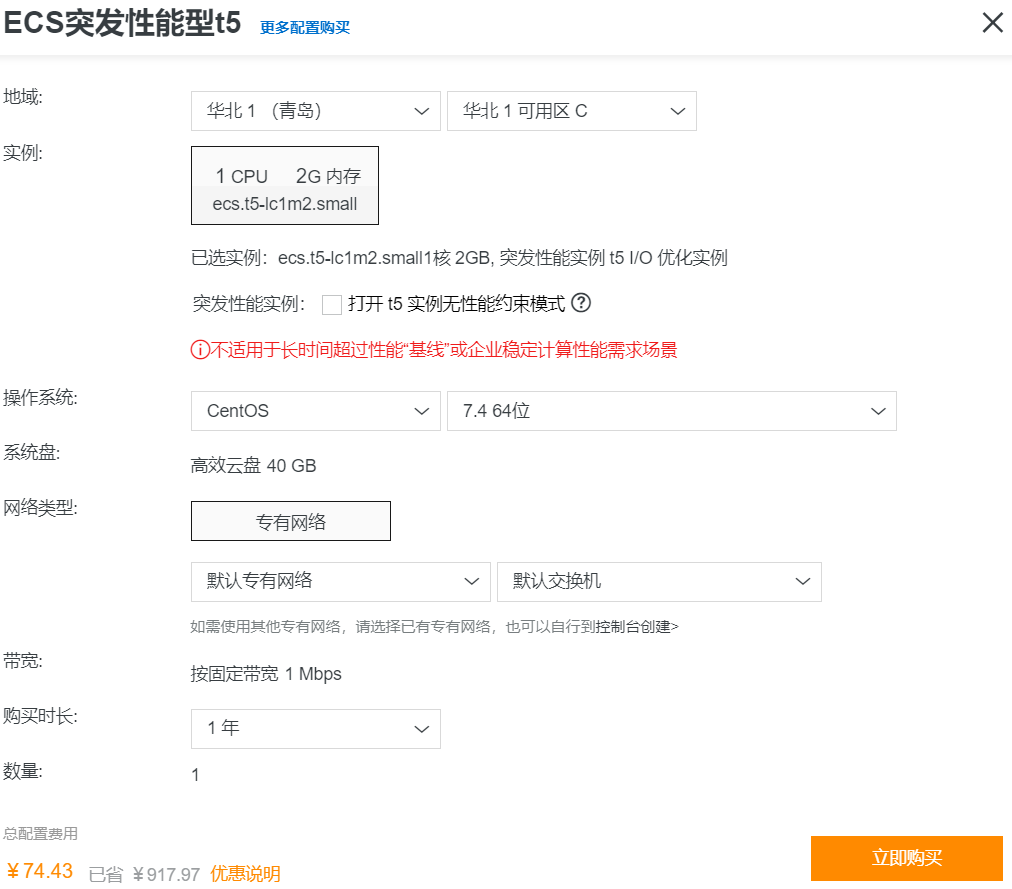 ECS突发性能型t5 更多配置购买
地域: 华北 1 （青岛） 华北 1 可用区 C
实例: 1 CPU 2G 内存
ecs.t5-lc1m2.small
已选实例：ecs.t5-lc1m2.small1核 2GB, 突发性能实例 t5 I/O 优化实例
突发性能实例： 打开 t5 实例无性能约束模式 ?
不适用于长时间超过性能“基线”或企业稳定计算性能需求场景
操作系统: CentOS 7.4 64位
系统盘: 高效云盘 40 GB
网络类型: 专有网络
默认专有网络 默认交换机
如需使用其他专有网络，请选择已有专有网络，也可以自行到控制台创建>
带宽: 按固定带宽 1 Mbps
购买时长: 1 年
数量: 1
总配置费用
￥74.43 已省 ￥917.97 优惠说明 立即购买